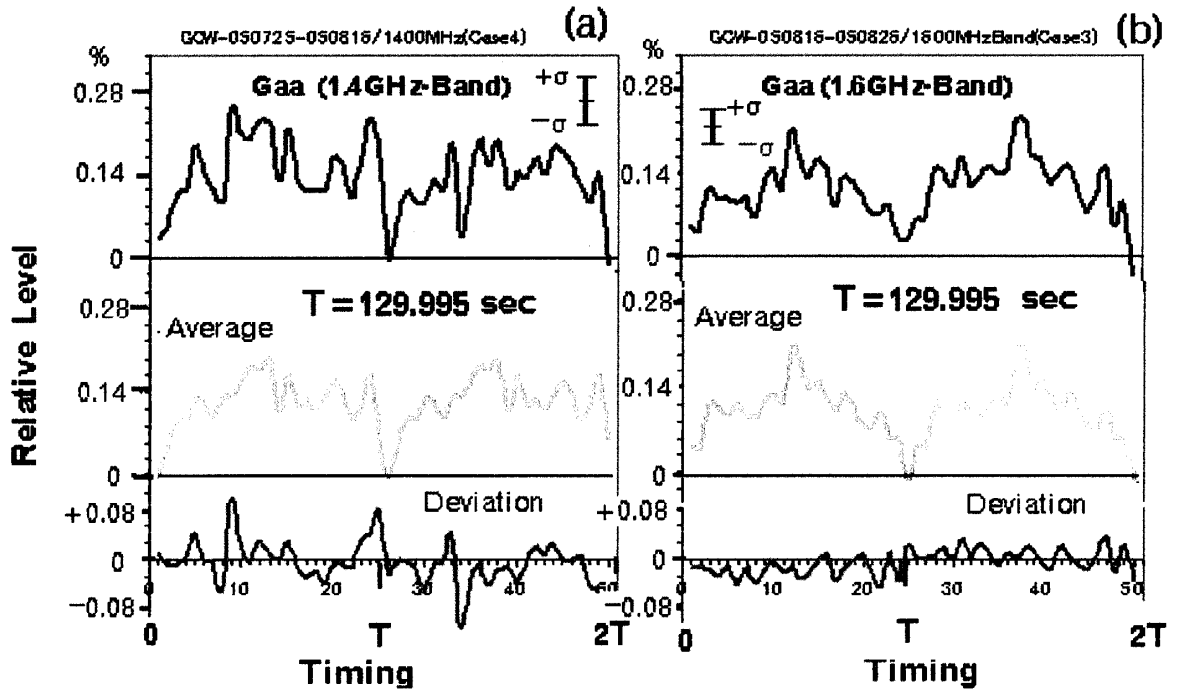 GCW-050725-050816/1400MHz(Case4)
(a)
%
Gaa (1.4GHz-Band)
+σ
−σ
0.28
0.14
0
T = 129.995 sec
0.28
Average
0.14
0
Deviation
+0.08
0
−0.08
10
20
30
40
50
0
T
2T
Timing
Relative Level
GCW-050816-050826/1600MHzBand(Case3)
(b)
%
Gaa (1.6GHz-Band)
+σ
−σ
0.28
0.14
0
T = 129.995 sec
0.28
Average
0.14
0
Deviation
+0.08
0
−0.08
10
20
30
40
50
0
T
2T
Timing